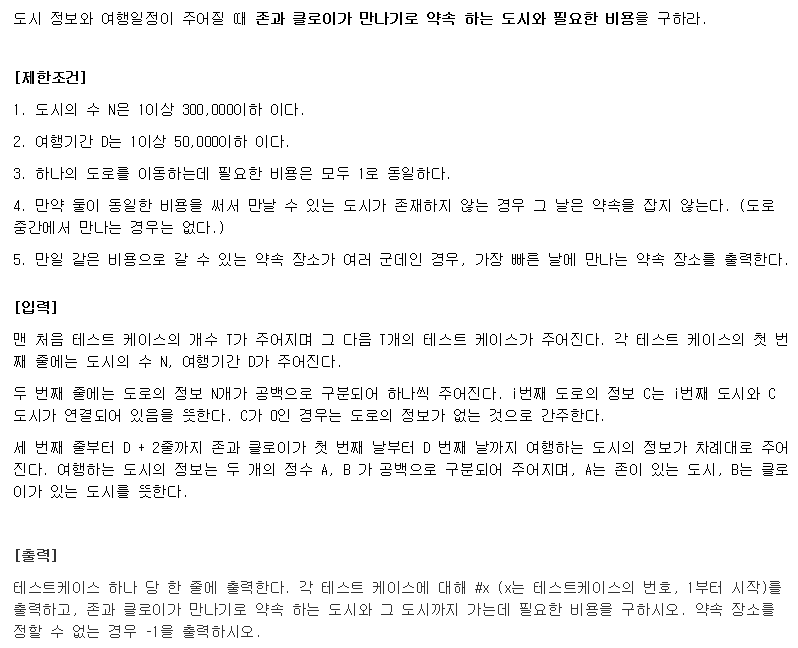 도시 정보와 여행일정이 주어질 때 존과 클로이가 만나기로 약속 하는 도시와 필요한 비용을 구하라.
[제한조건]
1. 도시의 수 N은 1이상 300,000이하 이다.
2. 여행기간 D는 1이상 50,000이하 이다.
3. 하나의 도로를 이동하는데 필요한 비용은 모두 1로 동일하다.
4. 만약 둘이 동일한 비용을 써서 만날 수 있는 도시가 존재하지 않는 경우 그 날은 약속을 잡지 않는다. (도로
중간에서 만나는 경우는 없다.)
5. 만일 같은 비용으로 갈 수 있는 약속 장소가 여러 군데인 경우, 가장 빠른 날에 만나는 약속 장소를 출력한다.
[입력]
맨 처음 테스트 케이스의 개수 T가 주어지며 그 다음 T개의 테스트 케이스가 주어진다. 각 테스트 케이스의 첫 번
째 줄에는 도시의 수 N, 여행기간 D가 주어진다.
두 번째 줄에는 도로의 정보 N개가 공백으로 구분되어 하나씩 주어진다. i번째 도로의 정보 C는 i번째 도시와 C
도시가 연결되어 있음을 뜻한다. C가 0인 경우는 도로의 정보가 없는 것으로 간주한다.
세 번째 줄부터 D + 2줄까지 존과 클로이가 첫 번째 날부터 D 번째 날까지 여행하는 도시의 정보가 차례대로 주어
진다. 여행하는 도시의 정보는 두 개의 정수 A, B 가 공백으로 구분되어 주어지며, A는 존이 있는 도시, B는 클로
이가 있는 도시를 뜻한다.
[출력]
테스트케이스 하나 당 한 줄에 출력한다. 각 테스트 케이스에 대해 #x (x는 테스트케이스의 번호, 1부터 시작)를
출력하고, 존과 클로이가 만나기로 약속 하는 도시와 그 도시까지 가는데 필요한 비용을 구하시오. 약속 장소를
정할 수 없는 경우 -1을 출력하시오.